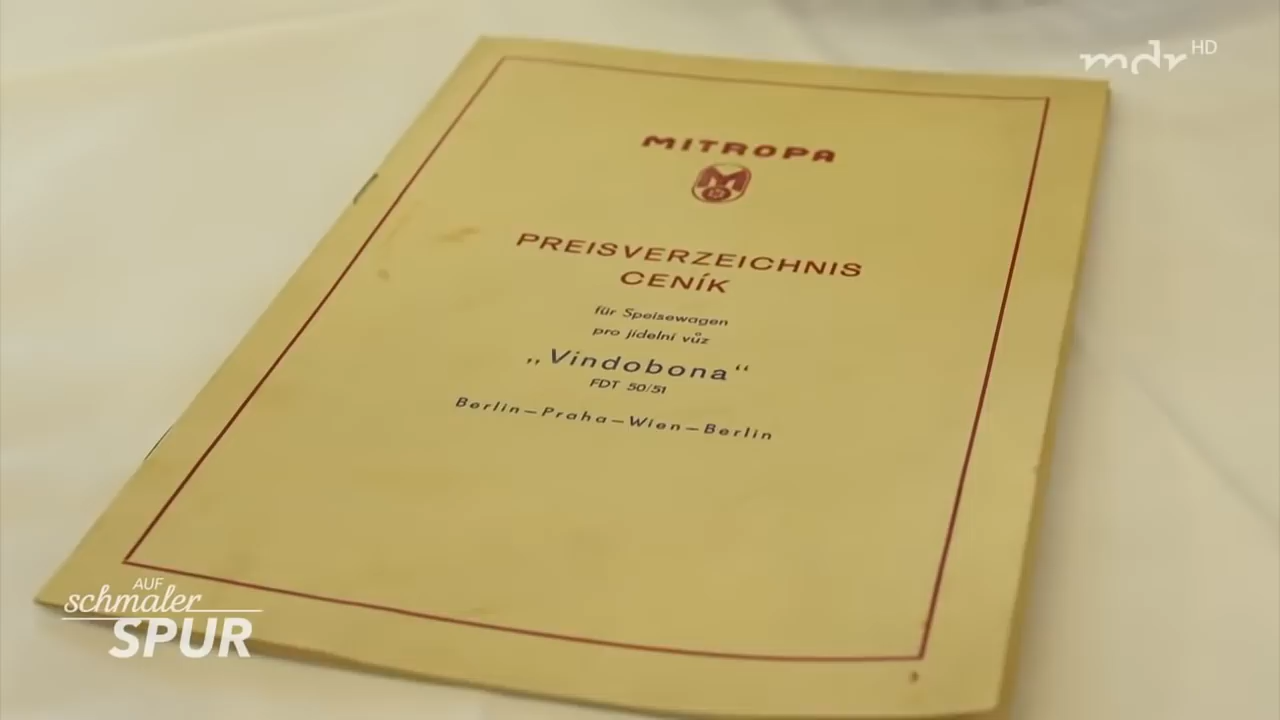 mdr HD
MITROPA
M
PREISVERZEICHNIS
CENÍK
für Speisewagen
pro jídelní vůz
„Vindobona“
FDT 50/51
Berlin—Praha—Wien—Berlin
AUF
schmaler
SPUR